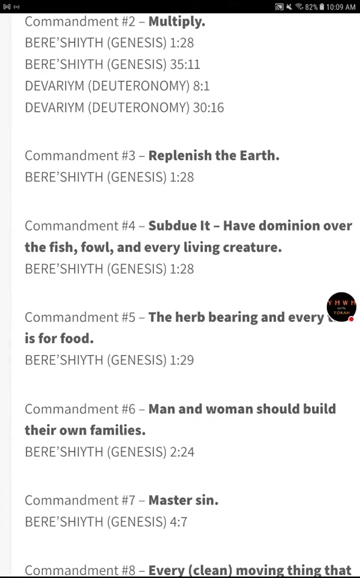 82% 10:09 AM
Commandment #2 – Multiply.
BERE’SHIYTH (GENESIS) 1:28
BERE’SHIYTH (GENESIS) 35:11
DEVARIYM (DEUTERONOMY) 8:1
DEVARIYM (DEUTERONOMY) 30:16
Commandment #3 – Replenish the Earth.
BERE’SHIYTH (GENESIS) 1:28
Commandment #4 – Subdue It – Have dominion over
the fish, fowl, and every living creature.
BERE’SHIYTH (GENESIS) 1:28
YHWH
TORAH
Commandment #5 – The herb bearing and every
is for food.
BERE’SHIYTH (GENESIS) 1:29
Commandment #6 – Man and woman should build
their own families.
BERE’SHIYTH (GENESIS) 2:24
Commandment #7 – Master sin.
BERE’SHIYTH (GENESIS) 4:7
Commandment #8 – Every (clean) moving thing that